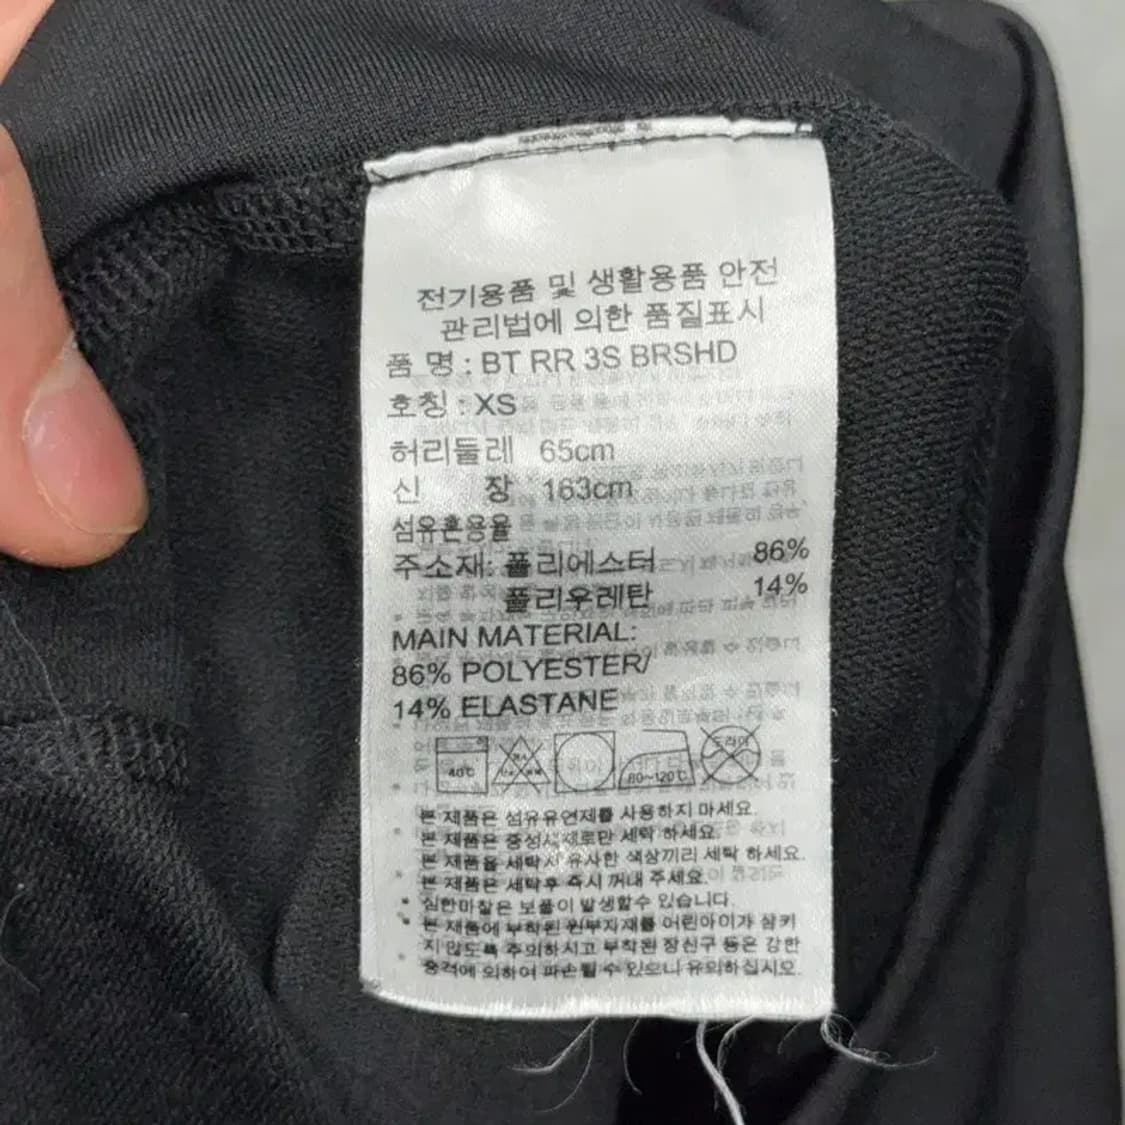 전기용품 및 생활용품 안전
관리법에 의한 품질표시
품 명 : BT RR 3S BRSHD
호칭 : XS
허리둘레 65cm
신 장 163cm
섬유혼용율
주소재: 폴리에스터 86%
폴리우레탄 14%
MAIN MATERIAL:
86% POLYESTER/
14% ELASTANE
40℃ 80~120℃ 드라이
본 제품은 섬유유연제를 사용하지 마세요.
본 제품은 중성세제로만 세탁 하세요.
본 제품을 세탁시 유사한 색상끼리 세탁 하세요.
본 제품은 세탁후 즉시 꺼내 주세요.
• 심한마찰은 보풀이 발생할수 있습니다.
• 본 제품에 부착된 원부자재를 어린아이가 삼키
지 않도록 주의하시고 부착된 장신구 등은 강한
충격에 의하여 파손될 수 있으니 유의하십시오.